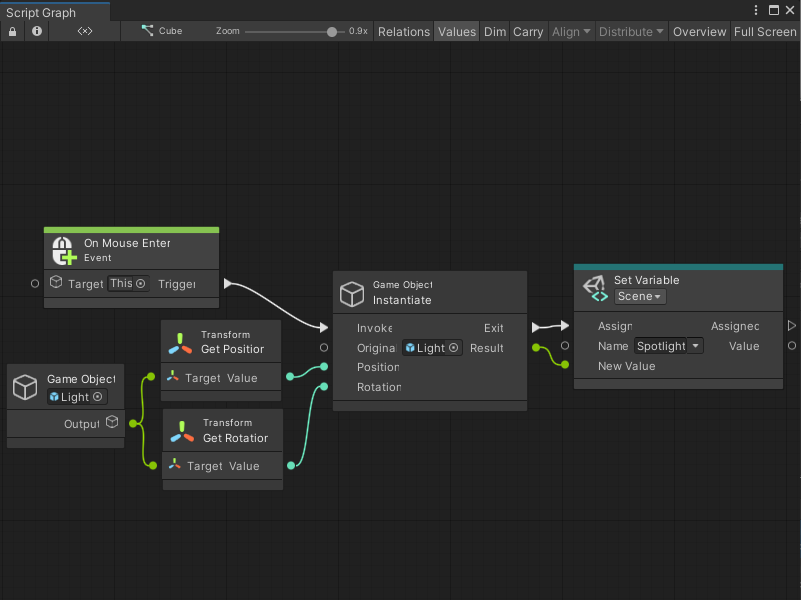 Script Graph
<×> Cube Zoom 0.9x Relations Values Dim Carry Align Distribute Overview Full Screen
On Mouse Enter
Event
Target This Trigger
Game Object
Instantiate
Invoke Exit
Origina Light Result
Position
Rotation
Set Variable
Scene
Assign Assigned
Name Spotlight Value
New Value
Transform
Get Position
Target Value
Game Object
Light
Output
Transform
Get Rotation
Target Value